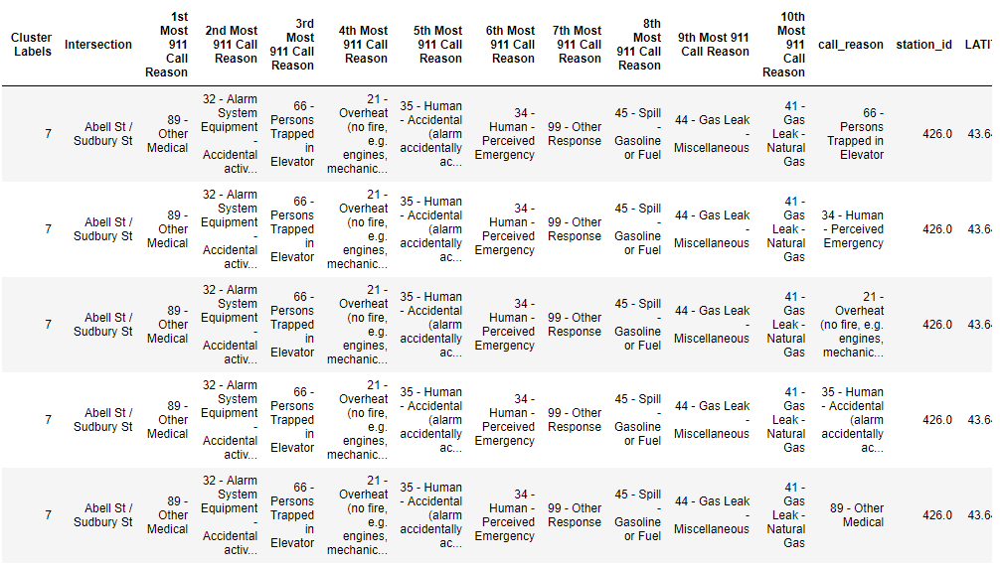 Cluster Labels Intersection 1st Most 911 Call Reason 2nd Most 911 Call Reason 3rd Most 911 Call Reason 4th Most 911 Call Reason 5th Most 911 Call Reason 6th Most 911 Call Reason 7th Most 911 Call Reason 8th Most 911 Call Reason 9th Most 911 Call Reason 10th Most 911 Call Reason call_reason station_id LATI
7 Abell St / Sudbury St 89 - Other Medical 32 - Alarm System Equipment - Accidental activ... 66 - Persons Trapped in Elevator 21 - Overheat (no fire, e.g. engines, mechanic... 35 - Human - Accidental (alarm accidentally ac... 34 - Human - Perceived Emergency 99 - Other Response 45 - Spill - Gasoline or Fuel 44 - Gas Leak - Miscellaneous 41 - Gas Leak - Natural Gas 66 - Persons Trapped in Elevator 426.0 43.64
7 Abell St / Sudbury St 89 - Other Medical 32 - Alarm System Equipment - Accidental activ... 66 - Persons Trapped in Elevator 21 - Overheat (no fire, e.g. engines, mechanic... 35 - Human - Accidental (alarm accidentally ac... 34 - Human - Perceived Emergency 99 - Other Response 45 - Spill - Gasoline or Fuel 44 - Gas Leak - Miscellaneous 41 - Gas Leak - Natural Gas 34 - Human - Perceived Emergency 426.0 43.64
7 Abell St / Sudbury St 89 - Other Medical 32 - Alarm System Equipment - Accidental activ... 66 - Persons Trapped in Elevator 21 - Overheat (no fire, e.g. engines, mechanic... 35 - Human - Accidental (alarm accidentally ac... 34 - Human - Perceived Emergency 99 - Other Response 45 - Spill - Gasoline or Fuel 44 - Gas Leak - Miscellaneous 41 - Gas Leak - Natural Gas 21 - Overheat (no fire, e.g. engines, mechanic... 426.0 43.64
7 Abell St / Sudbury St 89 - Other Medical 32 - Alarm System Equipment - Accidental activ... 66 - Persons Trapped in Elevator 21 - Overheat (no fire, e.g. engines, mechanic... 35 - Human - Accidental (alarm accidentally ac... 34 - Human - Perceived Emergency 99 - Other Response 45 - Spill - Gasoline or Fuel 44 - Gas Leak - Miscellaneous 41 - Gas Leak - Natural Gas 35 - Human - Accidental (alarm accidentally ac... 426.0 43.64
7 Abell St / Sudbury St 89 - Other Medical 32 - Alarm System Equipment - Accidental activ... 66 - Persons Trapped in Elevator 21 - Overheat (no fire, e.g. engines, mechanic... 35 - Human - Accidental (alarm accidentally ac... 34 - Human - Perceived Emergency 99 - Other Response 45 - Spill - Gasoline or Fuel 44 - Gas Leak - Miscellaneous 41 - Gas Leak - Natural Gas 89 - Other Medical 426.0 43.64